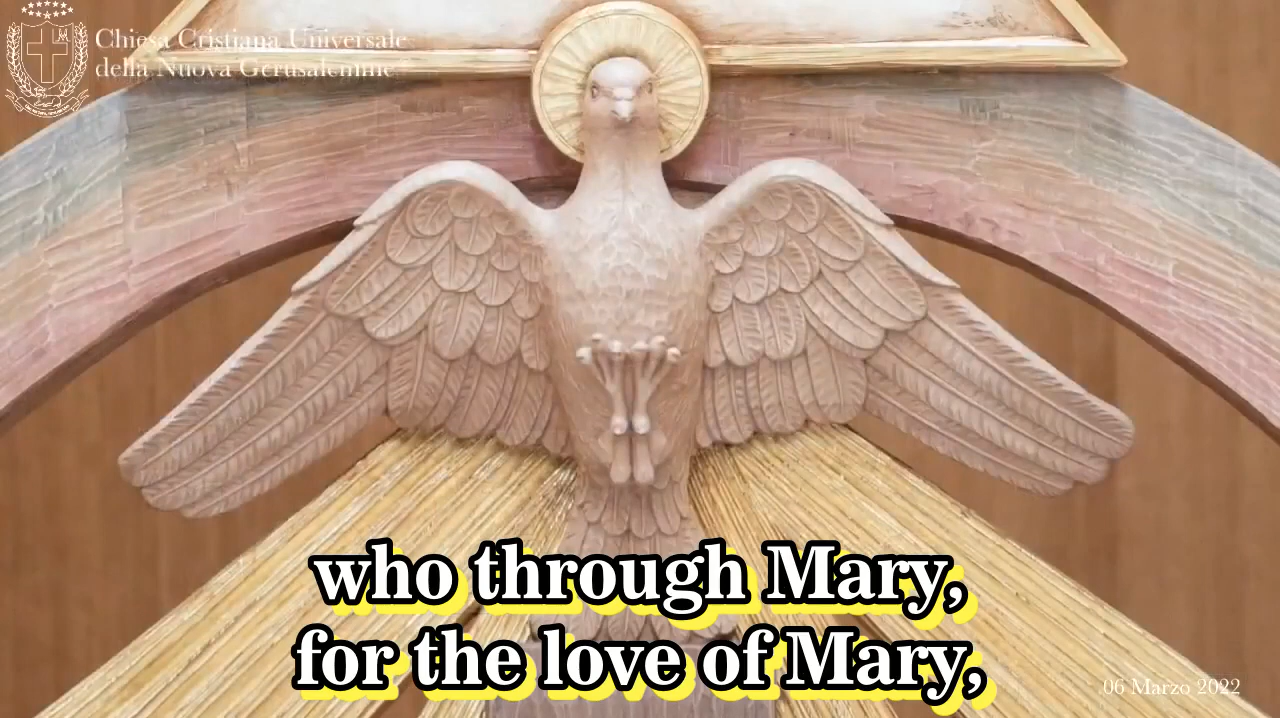 Chiesa Cristiana Universale
della Nuova Gerusalemme
who through Mary,
for the love of Mary,
06 Marzo 2022